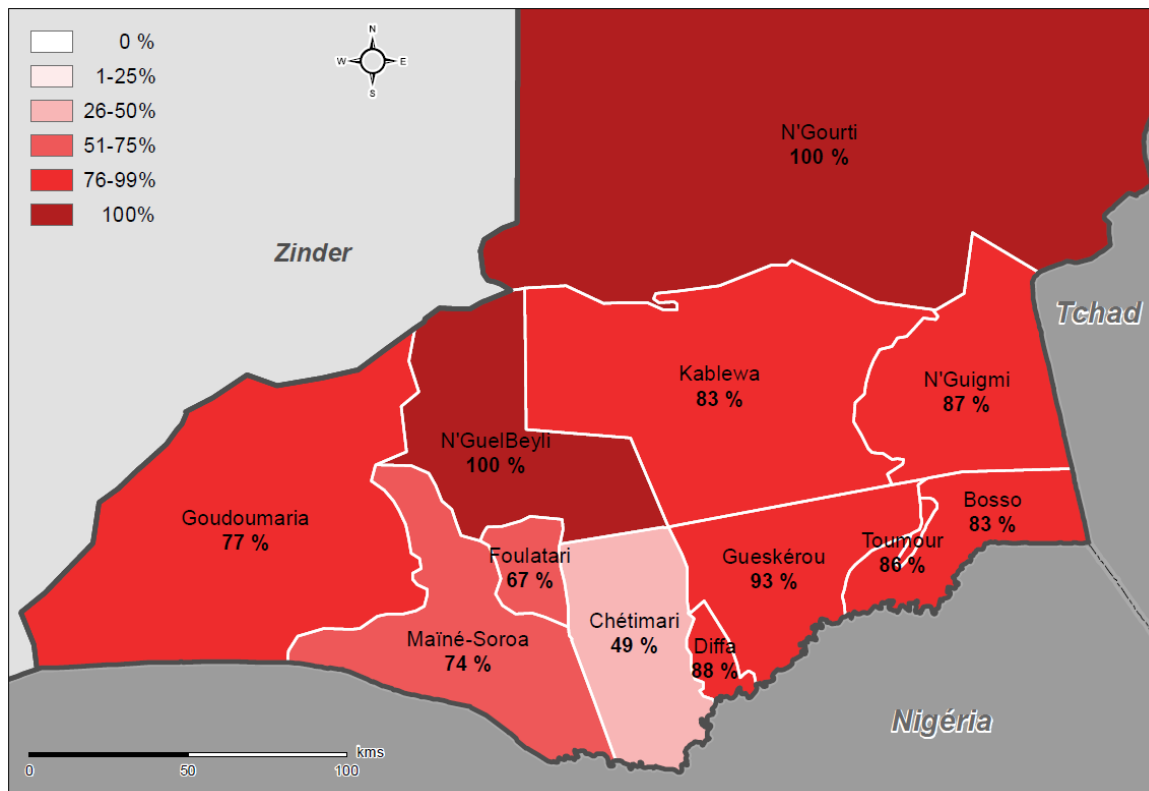 0 %
1-25%
26-50%
51-75%
76-99%
100%
N
W
E
S
N'Gourti
100 %
Zinder
Tchad
Kablewa
83 %
N'Guigmi
87 %
N'GuelBeyli
100 %
Goudoumaria
77 %
Bosso
83 %
Foulatari
67 %
Gueskérou
93 %
Toumour
86 %
Chétimari
49 %
Maïné-Soroa
74 %
Diffa
88 %
Nigéria
kms
0
50
100